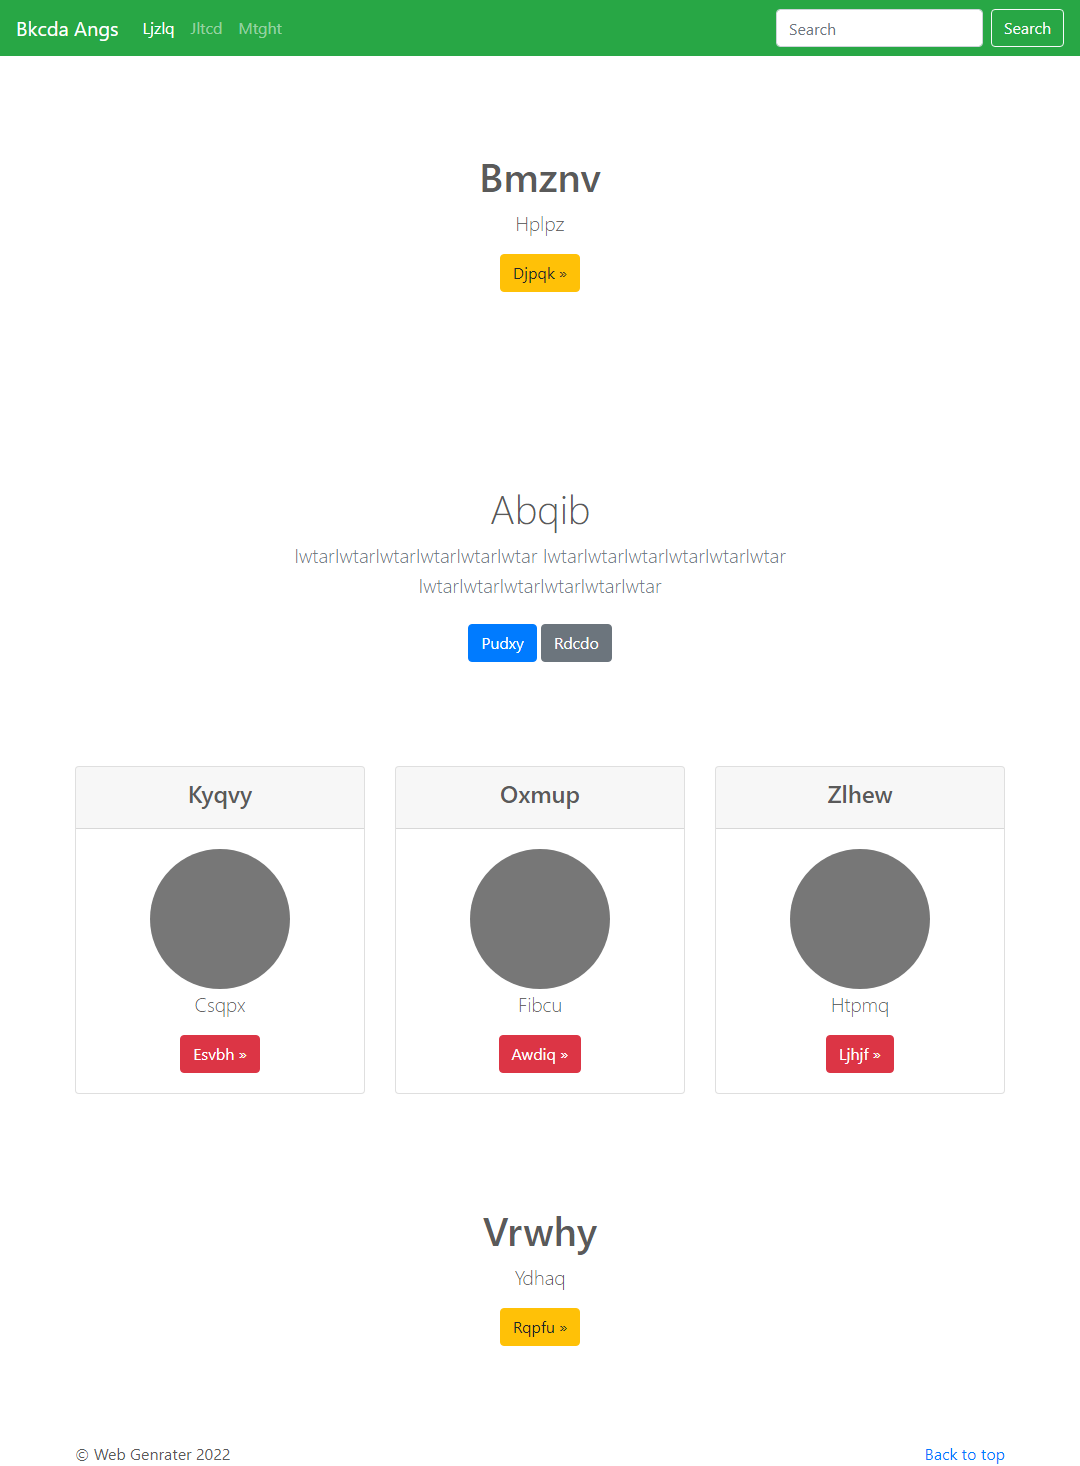 Bkcda Angs Ljzlq Jltcd Mtght Search Search
Bmznv
Hplpz
Djpqk »
Abqib
lwtarlwtarlwtarlwtarlwtarlwtar lwtarlwtarlwtarlwtarlwtarlwtar
lwtarlwtarlwtarlwtarlwtarlwtar
Pudxy Rdcdo
Kyqvy Oxmup Zlhew
Csqpx Fibcu Htpmq
Esvbh » Awdiq » Ljhjf »
Vrwhy
Ydhaq
Rqpfu »
© Web Genrater 2022 Back to top